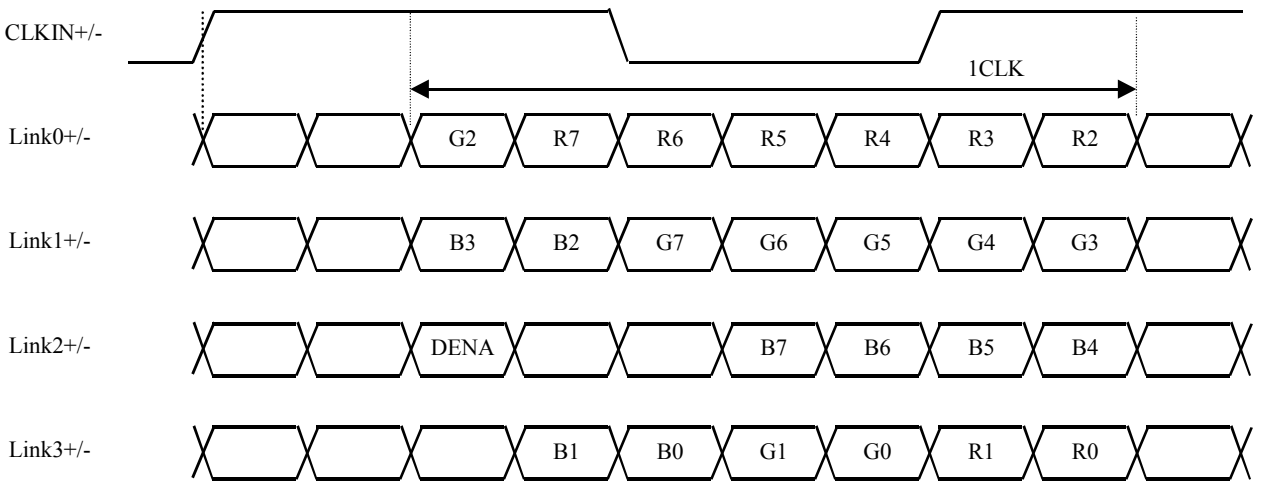 CLKIN+/-
1CLK
Link0+/- G2 R7 R6 R5 R4 R3 R2
Link1+/- B3 B2 G7 G6 G5 G4 G3
Link2+/- DENA B7 B6 B5 B4
Link3+/- B1 B0 G1 G0 R1 R0